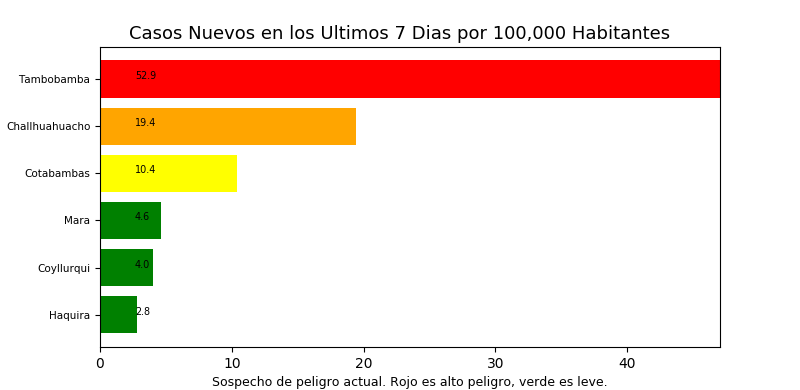 Casos Nuevos en los Ultimos 7 Dias por 100,000 Habitantes
Tambobamba 52.9
Challhuahuacho 19.4
Cotabambas 10.4
Mara 4.6
Coyllurqui 4.0
Haquira 2.8
0 10 20 30 40
Sospecho de peligro actual. Rojo es alto peligro, verde es leve.